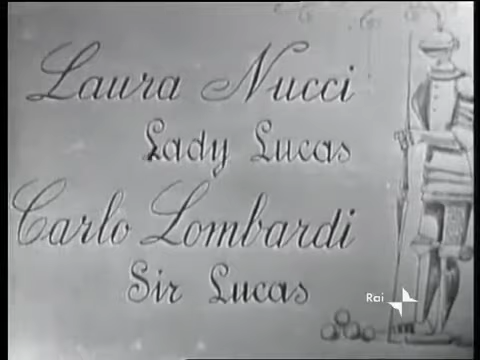 Laura Nucci
Lady Lucas
Carlo Lombardi
Sir Lucas
Rai